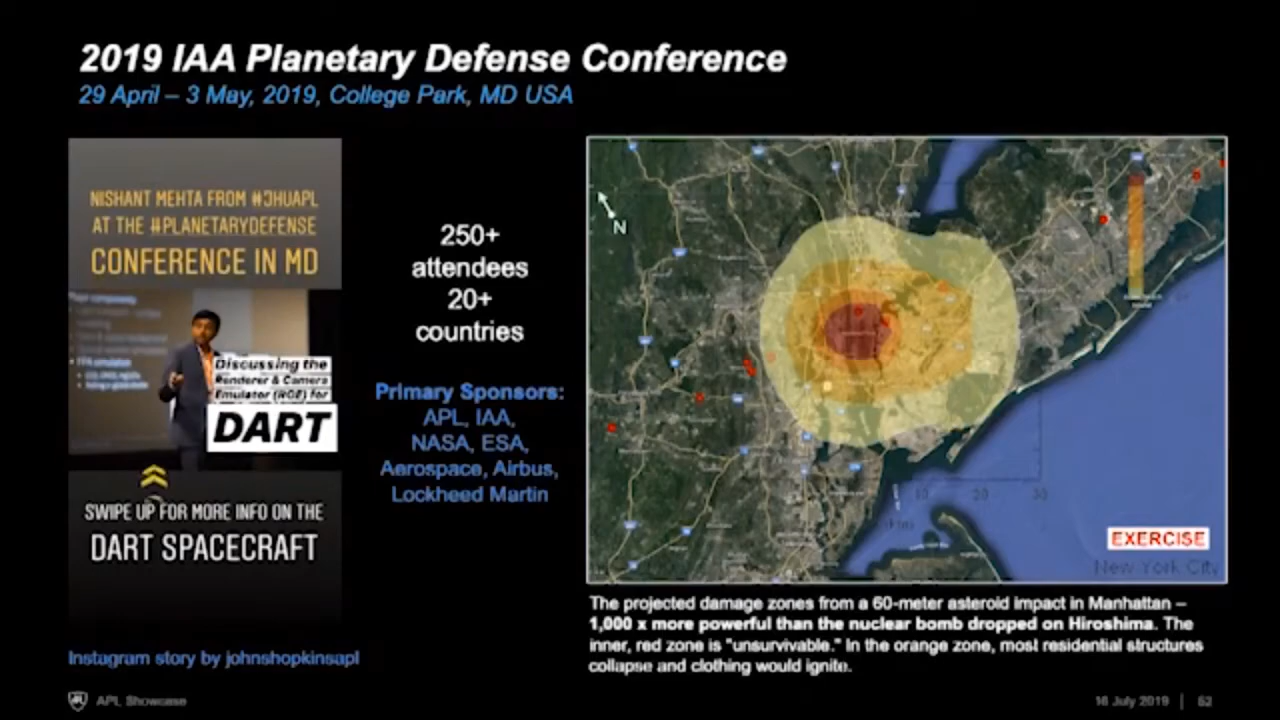 2019 IAA Planetary Defense Conference
29 April – 3 May, 2019, College Park, MD USA
NISHANT MEHTA FROM #JHUAPL
AT THE #PLANETARYDEFENSE
CONFERENCE IN MD
Discussing the
Renderer & Camera
Emulator (RCE) for
DART
SWIPE UP FOR MORE INFO ON THE
DART SPACECRAFT
Instagram story by johnshopkinsapl
250+
attendees
20+
countries
Primary Sponsors:
APL, IAA,
NASA, ESA,
Aerospace, Airbus,
Lockheed Martin
N
10 20 30
km
EXERCISE
New York City
The projected damage zones from a 60-meter asteroid impact in Manhattan –
1,000 x more powerful than the nuclear bomb dropped on Hiroshima. The
inner, red zone is "unsurvivable." In the orange zone, most residential structures
collapse and clothing would ignite.
APL Showcase
16 July 2019 | 52